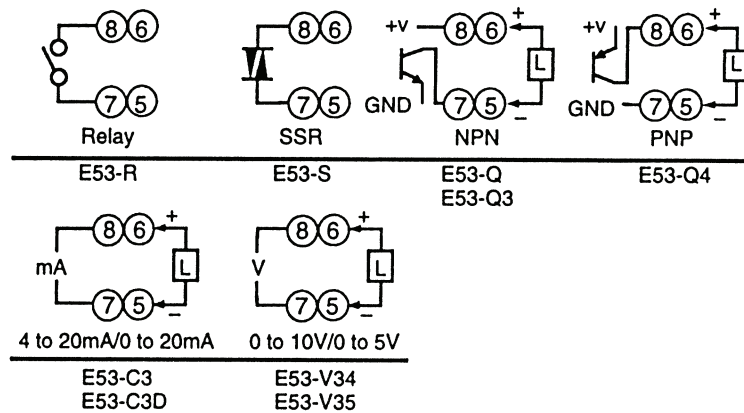 8 6
7 5
Relay
E53-R
8 6
7 5
SSR
E53-S
+v 8 6 +
L
GND 7 5 −
NPN
E53-Q
E53-Q3
+v 8 6 +
L
GND 7 5 −
PNP
E53-Q4
8 6 +
mA L
7 5 −
4 to 20mA/0 to 20mA
E53-C3
E53-C3D
8 6 +
V L
7 5 −
0 to 10V/0 to 5V
E53-V34
E53-V35